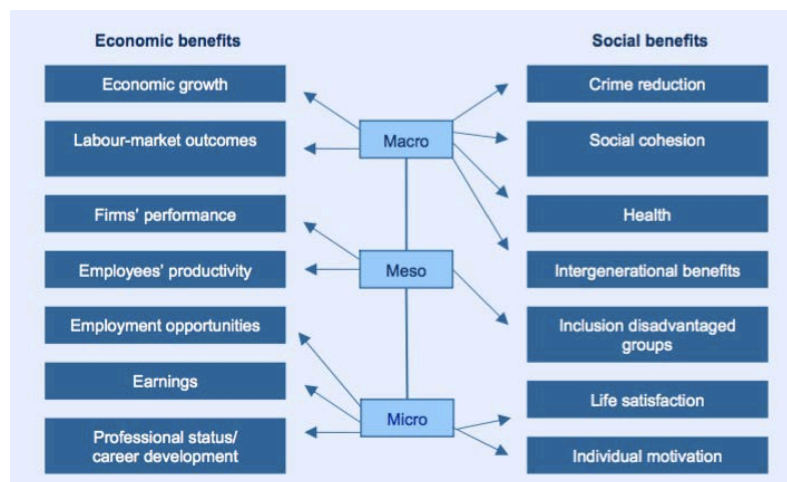 Economic benefits
Social benefits
Economic growth
Crime reduction
Macro
Labour-market outcomes
Social cohesion
Firms' performance
Health
Meso
Employees' productivity
Intergenerational benefits
Employment opportunities
Inclusion disadvantaged
groups
Earnings
Life satisfaction
Micro
Professional status/
career development
Individual motivation